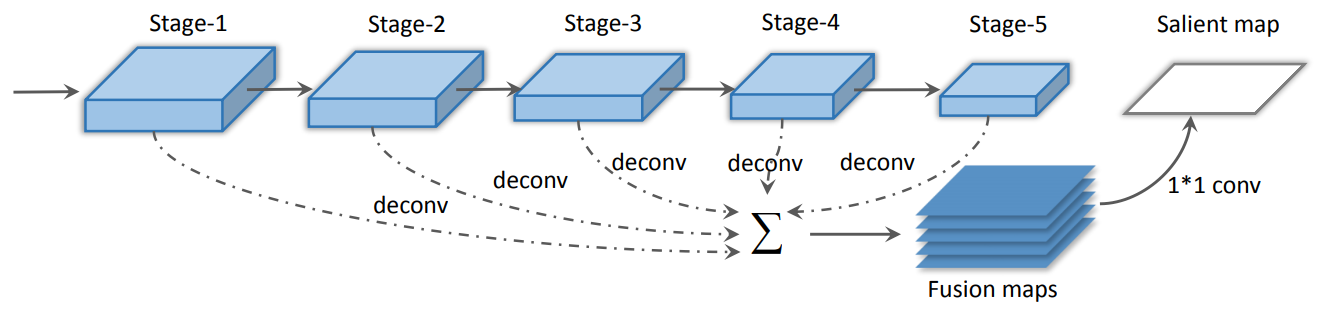 Stage-1
Stage-2
Stage-3
Stage-4
Stage-5
Salient map
deconv
deconv
deconv
deconv
deconv
1*1 conv
∑
Fusion maps